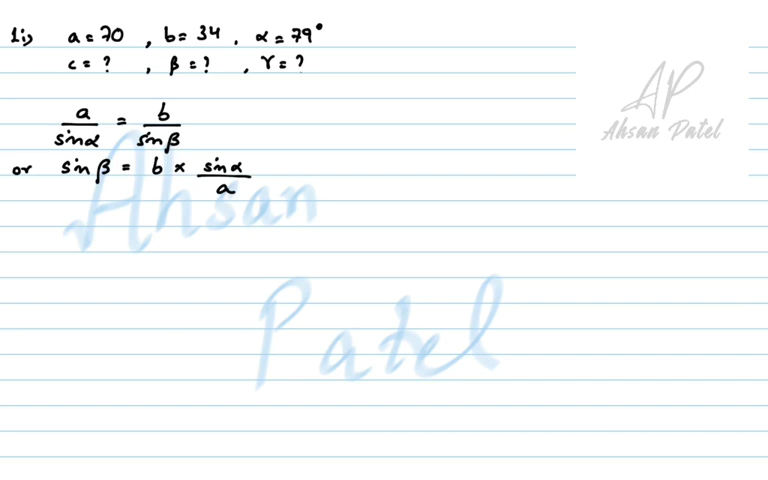 1i) a = 70 , b = 34 , α = 79°
c = ? , β = ? , γ = ?
a/sinα = b/sinβ
or sinβ = b × sinα/a
AP
Ahsan Patel
Ahsan
Patel